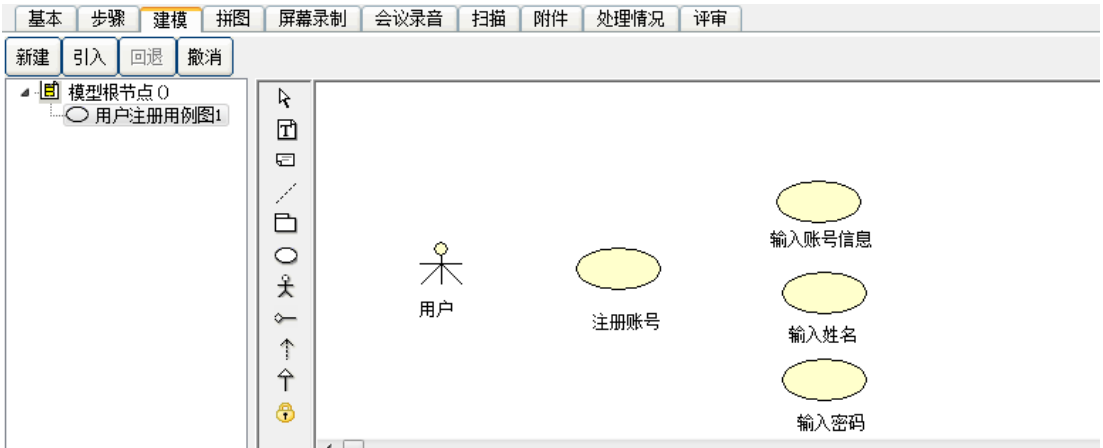 基本 步骤 建模 拼图 屏幕录制 会议录音 扫描 附件 处理情况 评审
新建 引入 回退 撤消
模型根节点()
用户注册用例图1
T
输入账号信息
用户
注册账号
输入姓名
输入密码